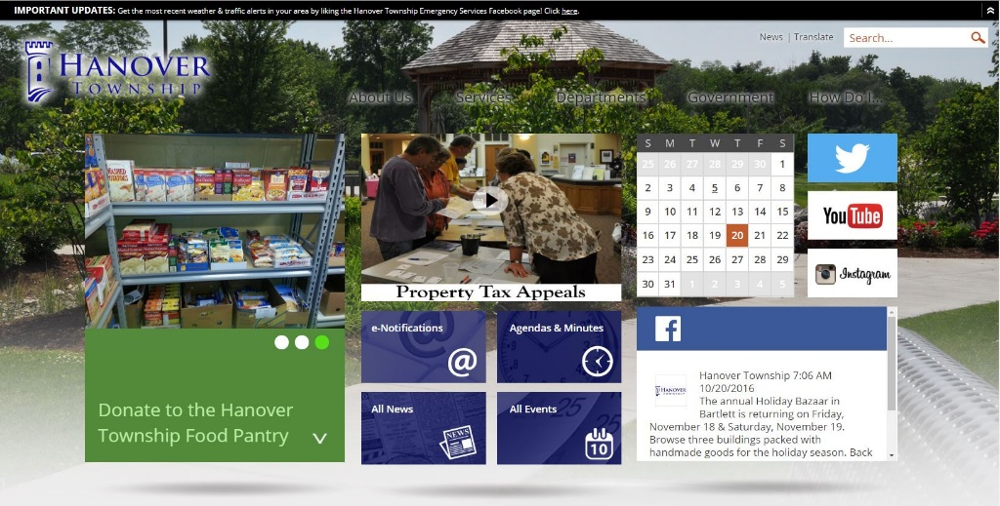 IMPORTANT UPDATES: Get the most recent weather & traffic alerts in your area by liking the Hanover Township Emergency Services Facebook page! Click here.
News | Translate
Search...
HANOVER
TOWNSHIP
About Us Services Departments Government How Do I...
MASHED
POTATOES
Property Tax Appeals
S M T W T F S
25 26 27 28 29 30 1
2 3 4 5 6 7 8
9 10 11 12 13 14 15
16 17 18 19 20 21 22
23 24 25 26 27 28 29
30 31 1 2 3 4 5
You Tube
Instagram
Donate to the Hanover
Township Food Pantry
e-Notifications
@
Agendas & Minutes
All News
NEWS
All Events
10
HANOVER
TOWNSHIP
Hanover Township 7:06 AM
10/20/2016
The annual Holiday Bazaar in
Bartlett is returning on Friday,
November 18 & Saturday, November 19.
Browse three buildings packed with
handmade goods for the holiday season. Back